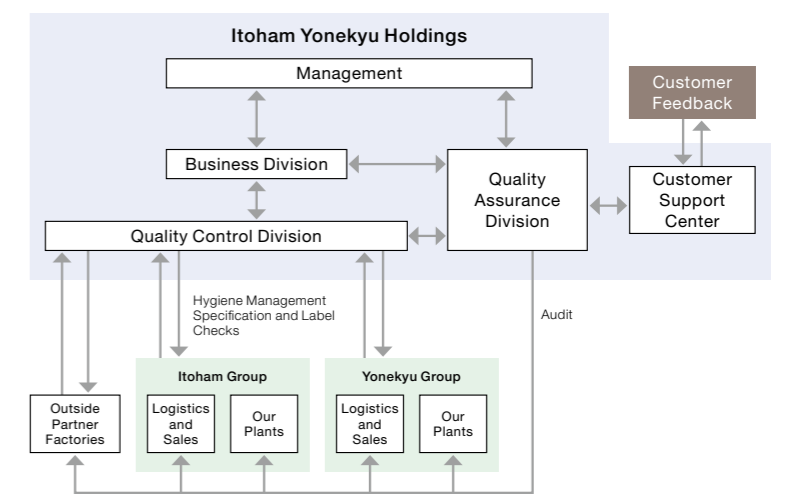 Itoham Yonekyu Holdings
Management
Customer
Feedback
Business Division
Quality
Assurance
Division
Customer
Support
Center
Quality Control Division
Hygiene Management
Specification and Label
Checks
Audit
Itoham Group
Yonekyu Group
Outside
Partner
Factories
Logistics
and
Sales
Our
Plants
Logistics
and
Sales
Our
Plants